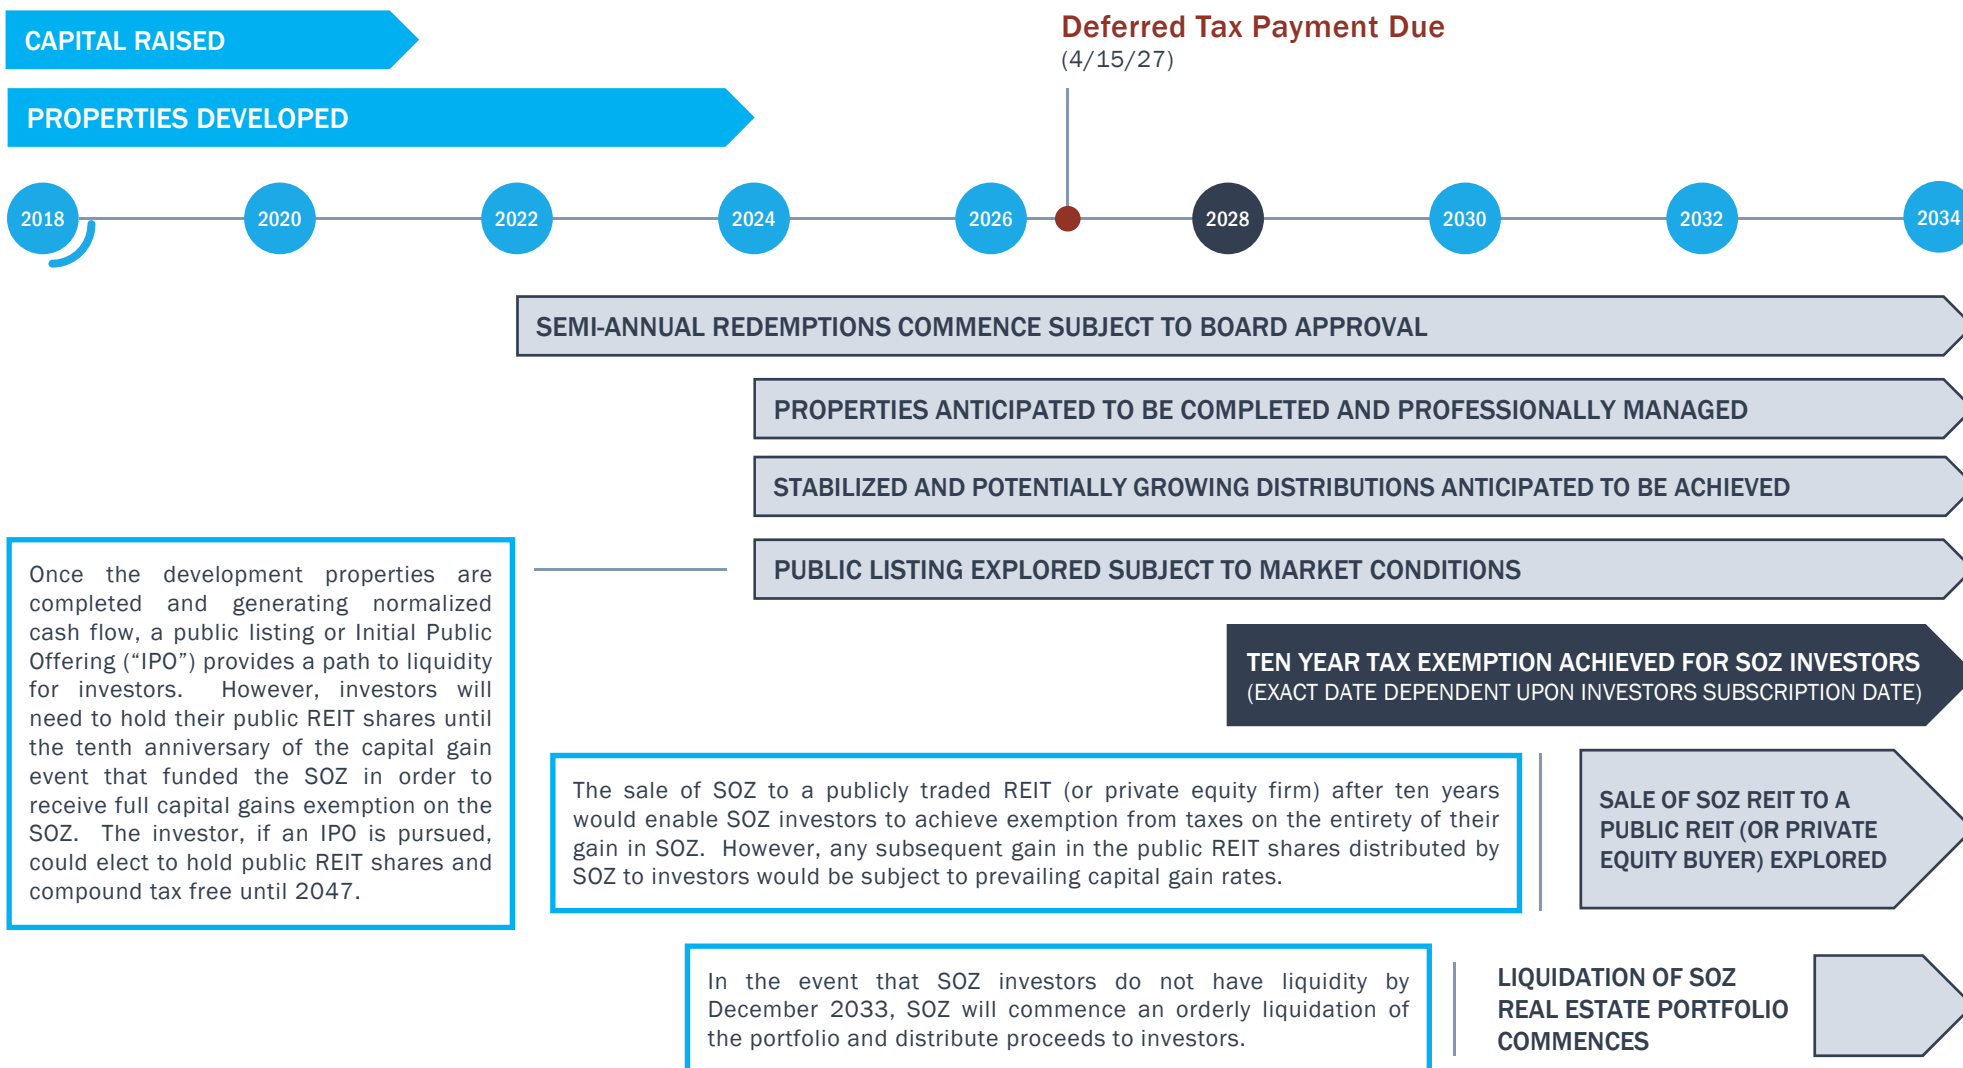 CAPITAL RAISED
Deferred Tax Payment Due
(4/15/27)
PROPERTIES DEVELOPED
2018
2020
2022
2024
2026
2028
2030
2032
2034
SEMI-ANNUAL REDEMPTIONS COMMENCE SUBJECT TO BOARD APPROVAL
PROPERTIES ANTICIPATED TO BE COMPLETED AND PROFESSIONALLY MANAGED
STABILIZED AND POTENTIALLY GROWING DISTRIBUTIONS ANTICIPATED TO BE ACHIEVED
PUBLIC LISTING EXPLORED SUBJECT TO MARKET CONDITIONS
Once the development properties are
completed and generating normalized
cash flow, a public listing or Initial Public
Offering (“IPO”) provides a path to liquidity
for investors. However, investors will
need to hold their public REIT shares until
the tenth anniversary of the capital gain
event that funded the SOZ in order to
receive full capital gains exemption on the
SOZ. The investor, if an IPO is pursued,
could elect to hold public REIT shares and
compound tax free until 2047.
TEN YEAR TAX EXEMPTION ACHIEVED FOR SOZ INVESTORS
(EXACT DATE DEPENDENT UPON INVESTORS SUBSCRIPTION DATE)
The sale of SOZ to a publicly traded REIT (or private equity firm) after ten years
would enable SOZ investors to achieve exemption from taxes on the entirety of their
gain in SOZ. However, any subsequent gain in the public REIT shares distributed by
SOZ to investors would be subject to prevailing capital gain rates.
SALE OF SOZ REIT TO A
PUBLIC REIT (OR PRIVATE
EQUITY BUYER) EXPLORED
In the event that SOZ investors do not have liquidity by
December 2033, SOZ will commence an orderly liquidation of
the portfolio and distribute proceeds to investors.
LIQUIDATION OF SOZ
REAL ESTATE PORTFOLIO
COMMENCES